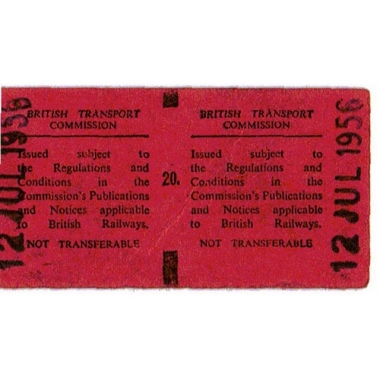 12 JUL 1956
BRITISH TRANSPORT
COMMISSION
Issued subject to
the Regulations and
Conditions in the
Commission's Publications
and Notices applicable
to British Railways.
NOT TRANSFERABLE
20.
BRITISH TRANSPORT
COMMISSION
Issued subject to
the Regulations and
Conditions in the
Commission's Publications
and Notices applicable
to British Railways.
NOT TRANSFERABLE
12 JUL 1956